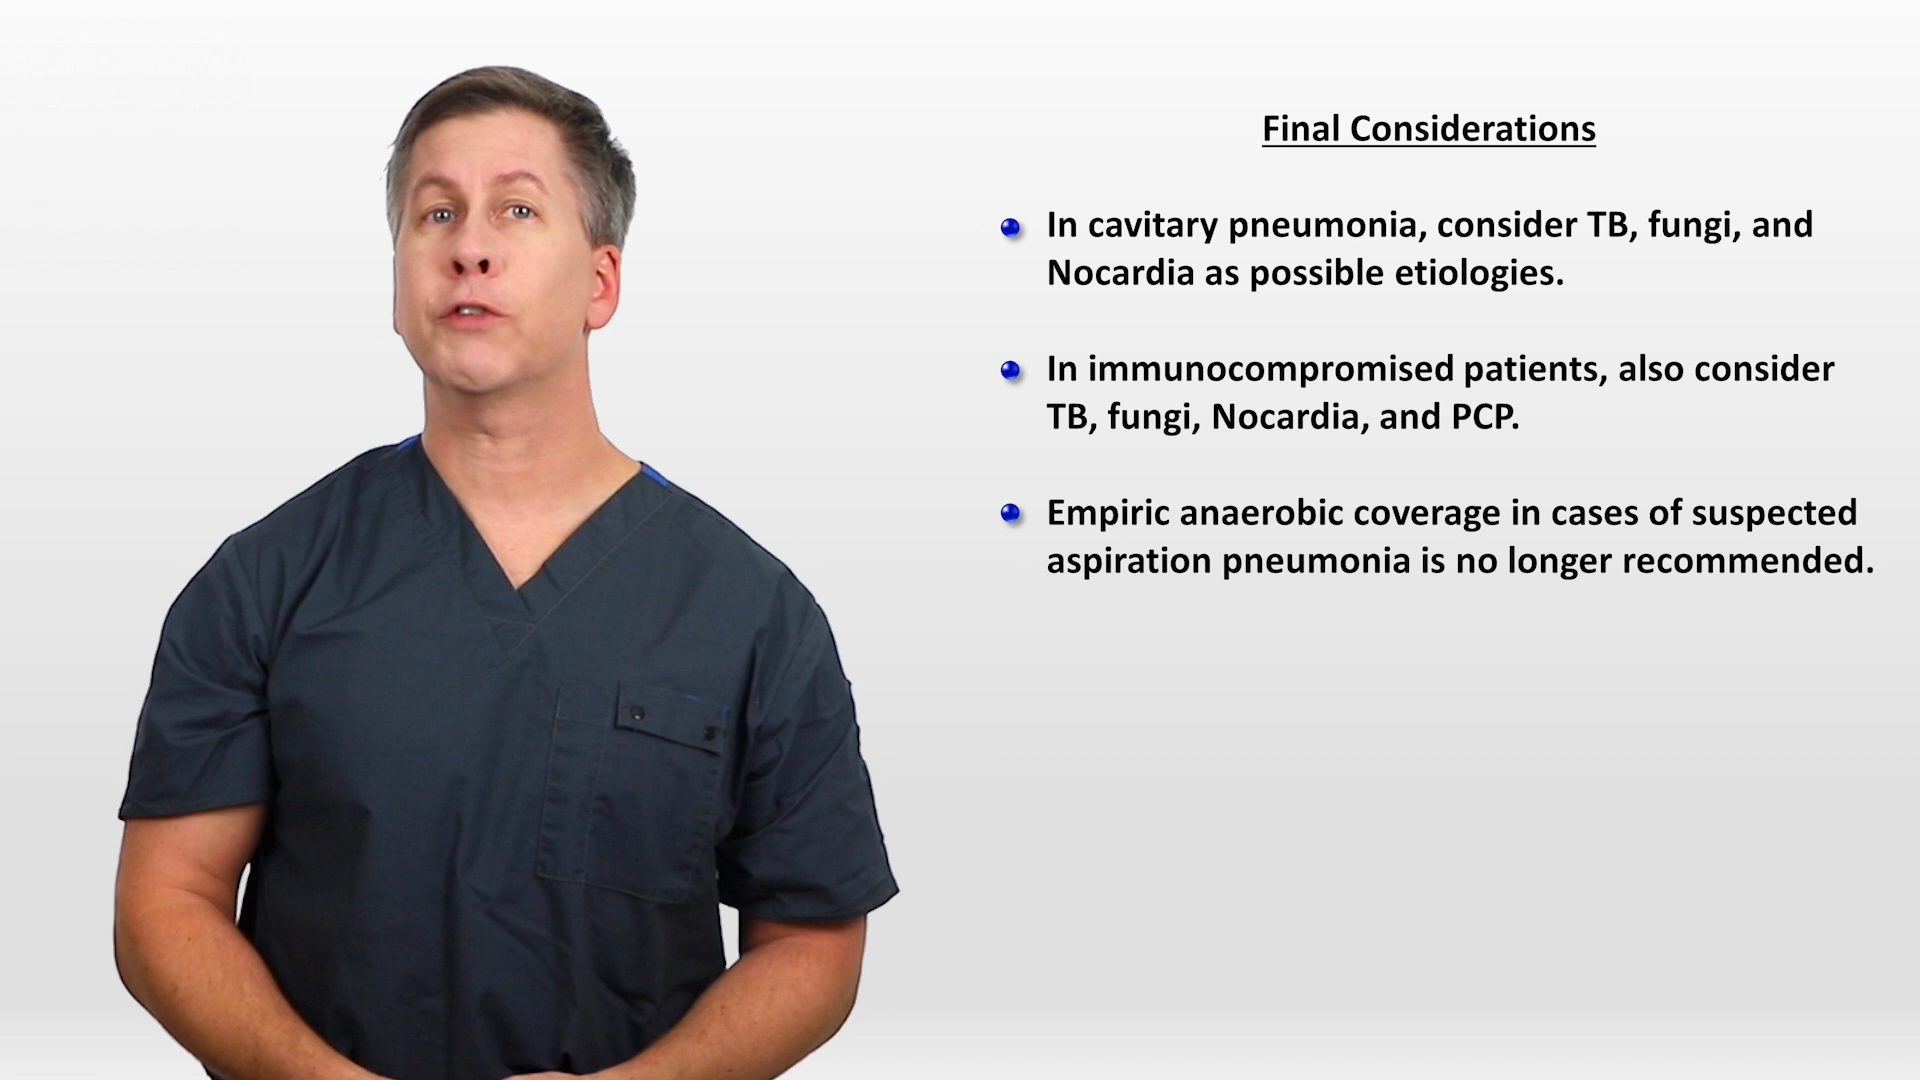 Final Considerations
In cavitary pneumonia, consider TB, fungi, and
Nocardia as possible etiologies.
In immunocompromised patients, also consider
TB, fungi, Nocardia, and PCP.
Empiric anaerobic coverage in cases of suspected
aspiration pneumonia is no longer recommended.